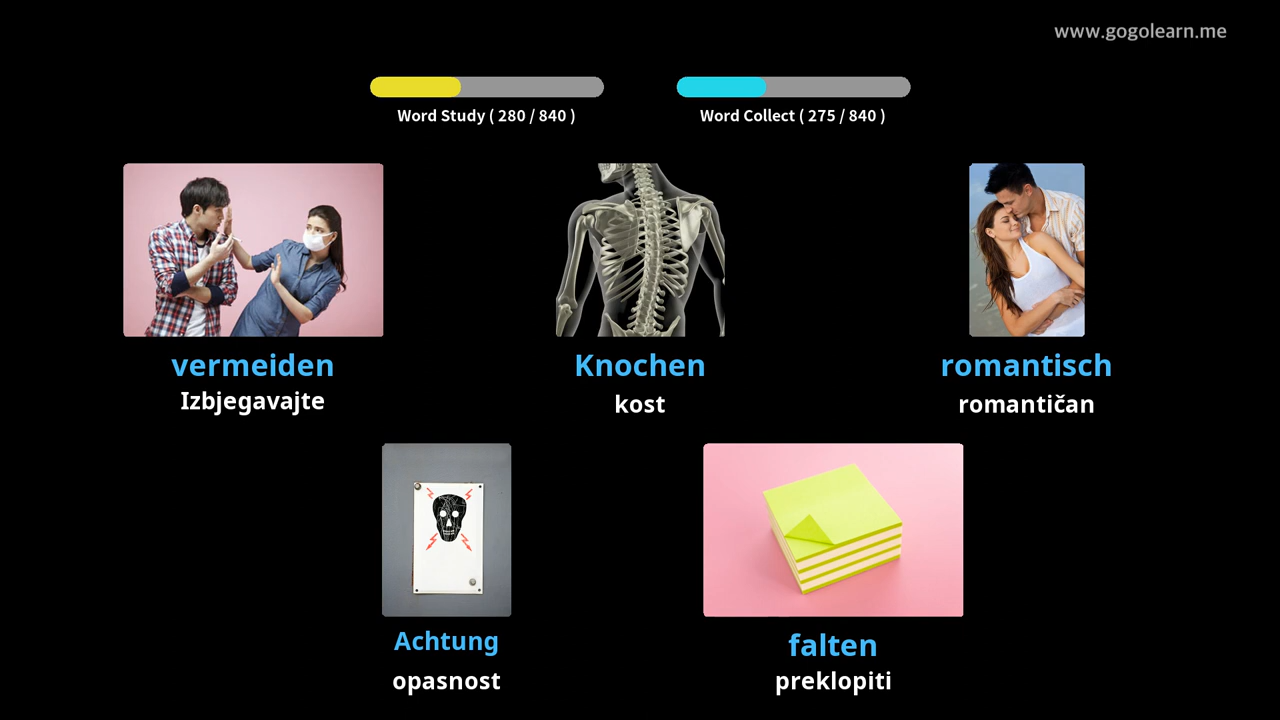 www.gogolearn.me
Word Study ( 280 / 840 )
Word Collect ( 275 / 840 )
vermeiden
Izbjegavajte
Knochen
kost
romantisch
romantičan
Achtung
opasnost
falten
preklopiti